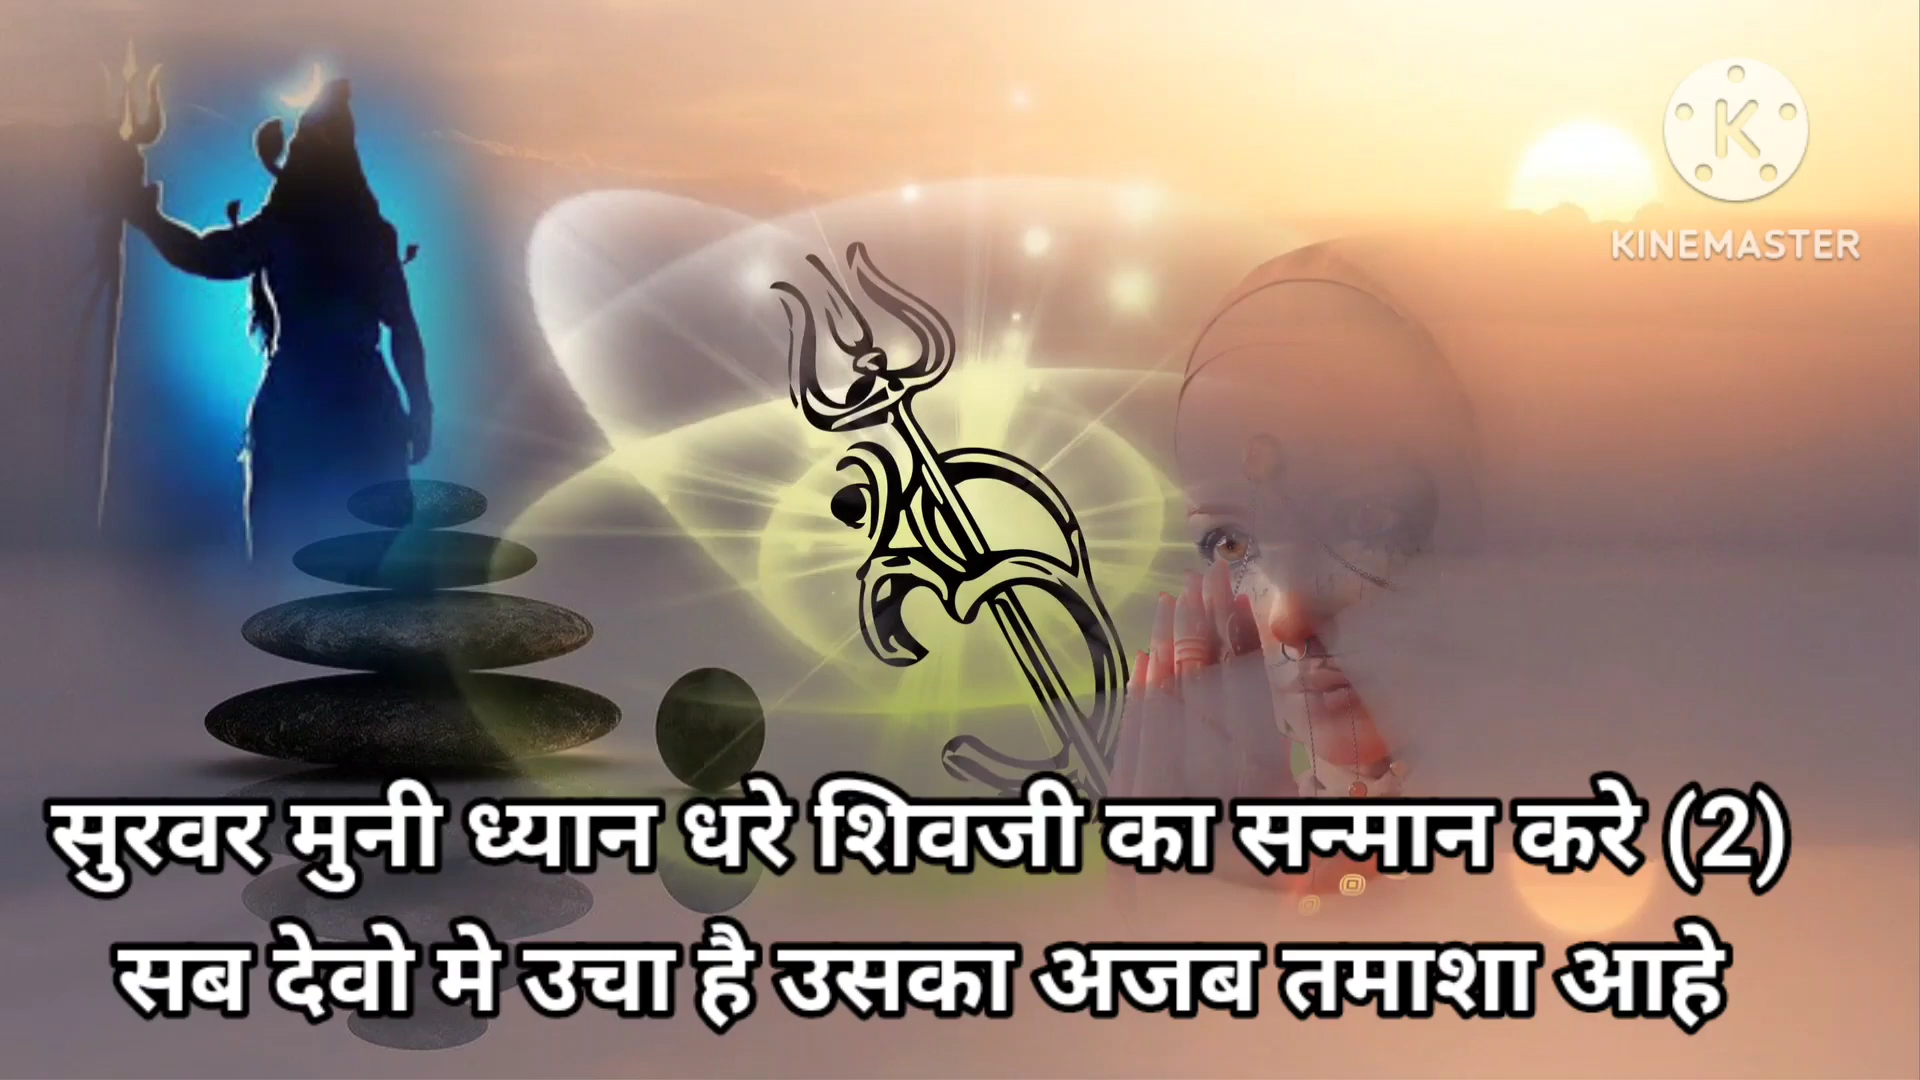 KINEMASTER
सुरवर मुनी ध्यान धरे शिवजी का सन्मान करे (2)
सब देवो मे उचा है उसका अजब तमाशा आहे